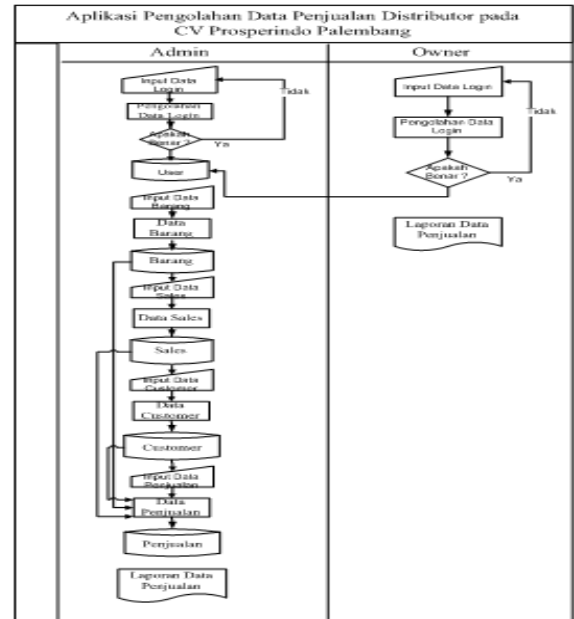 Aplikasi Pengolahan Data Penjualan Distributor pada
CV Prosperindo Palembang
Admin
Owner
Input Data
Login
Tidak
Pengolahan
Data Login
Apakah
Benar ?
Ya
User
Input Data
Barang
Data
Barang
Barang
Input Data
Sales
Data Sales
Sales
Input Data
Customer
Data
Customer
Customer
Input Data
Penjualan
Data
Penjualan
Penjualan
Laporan Data
Penjualan
Input Data Login
Tidak
Pengolahan Data
Login
Apakah
Benar ?
Ya
Laporan Data
Penjualan